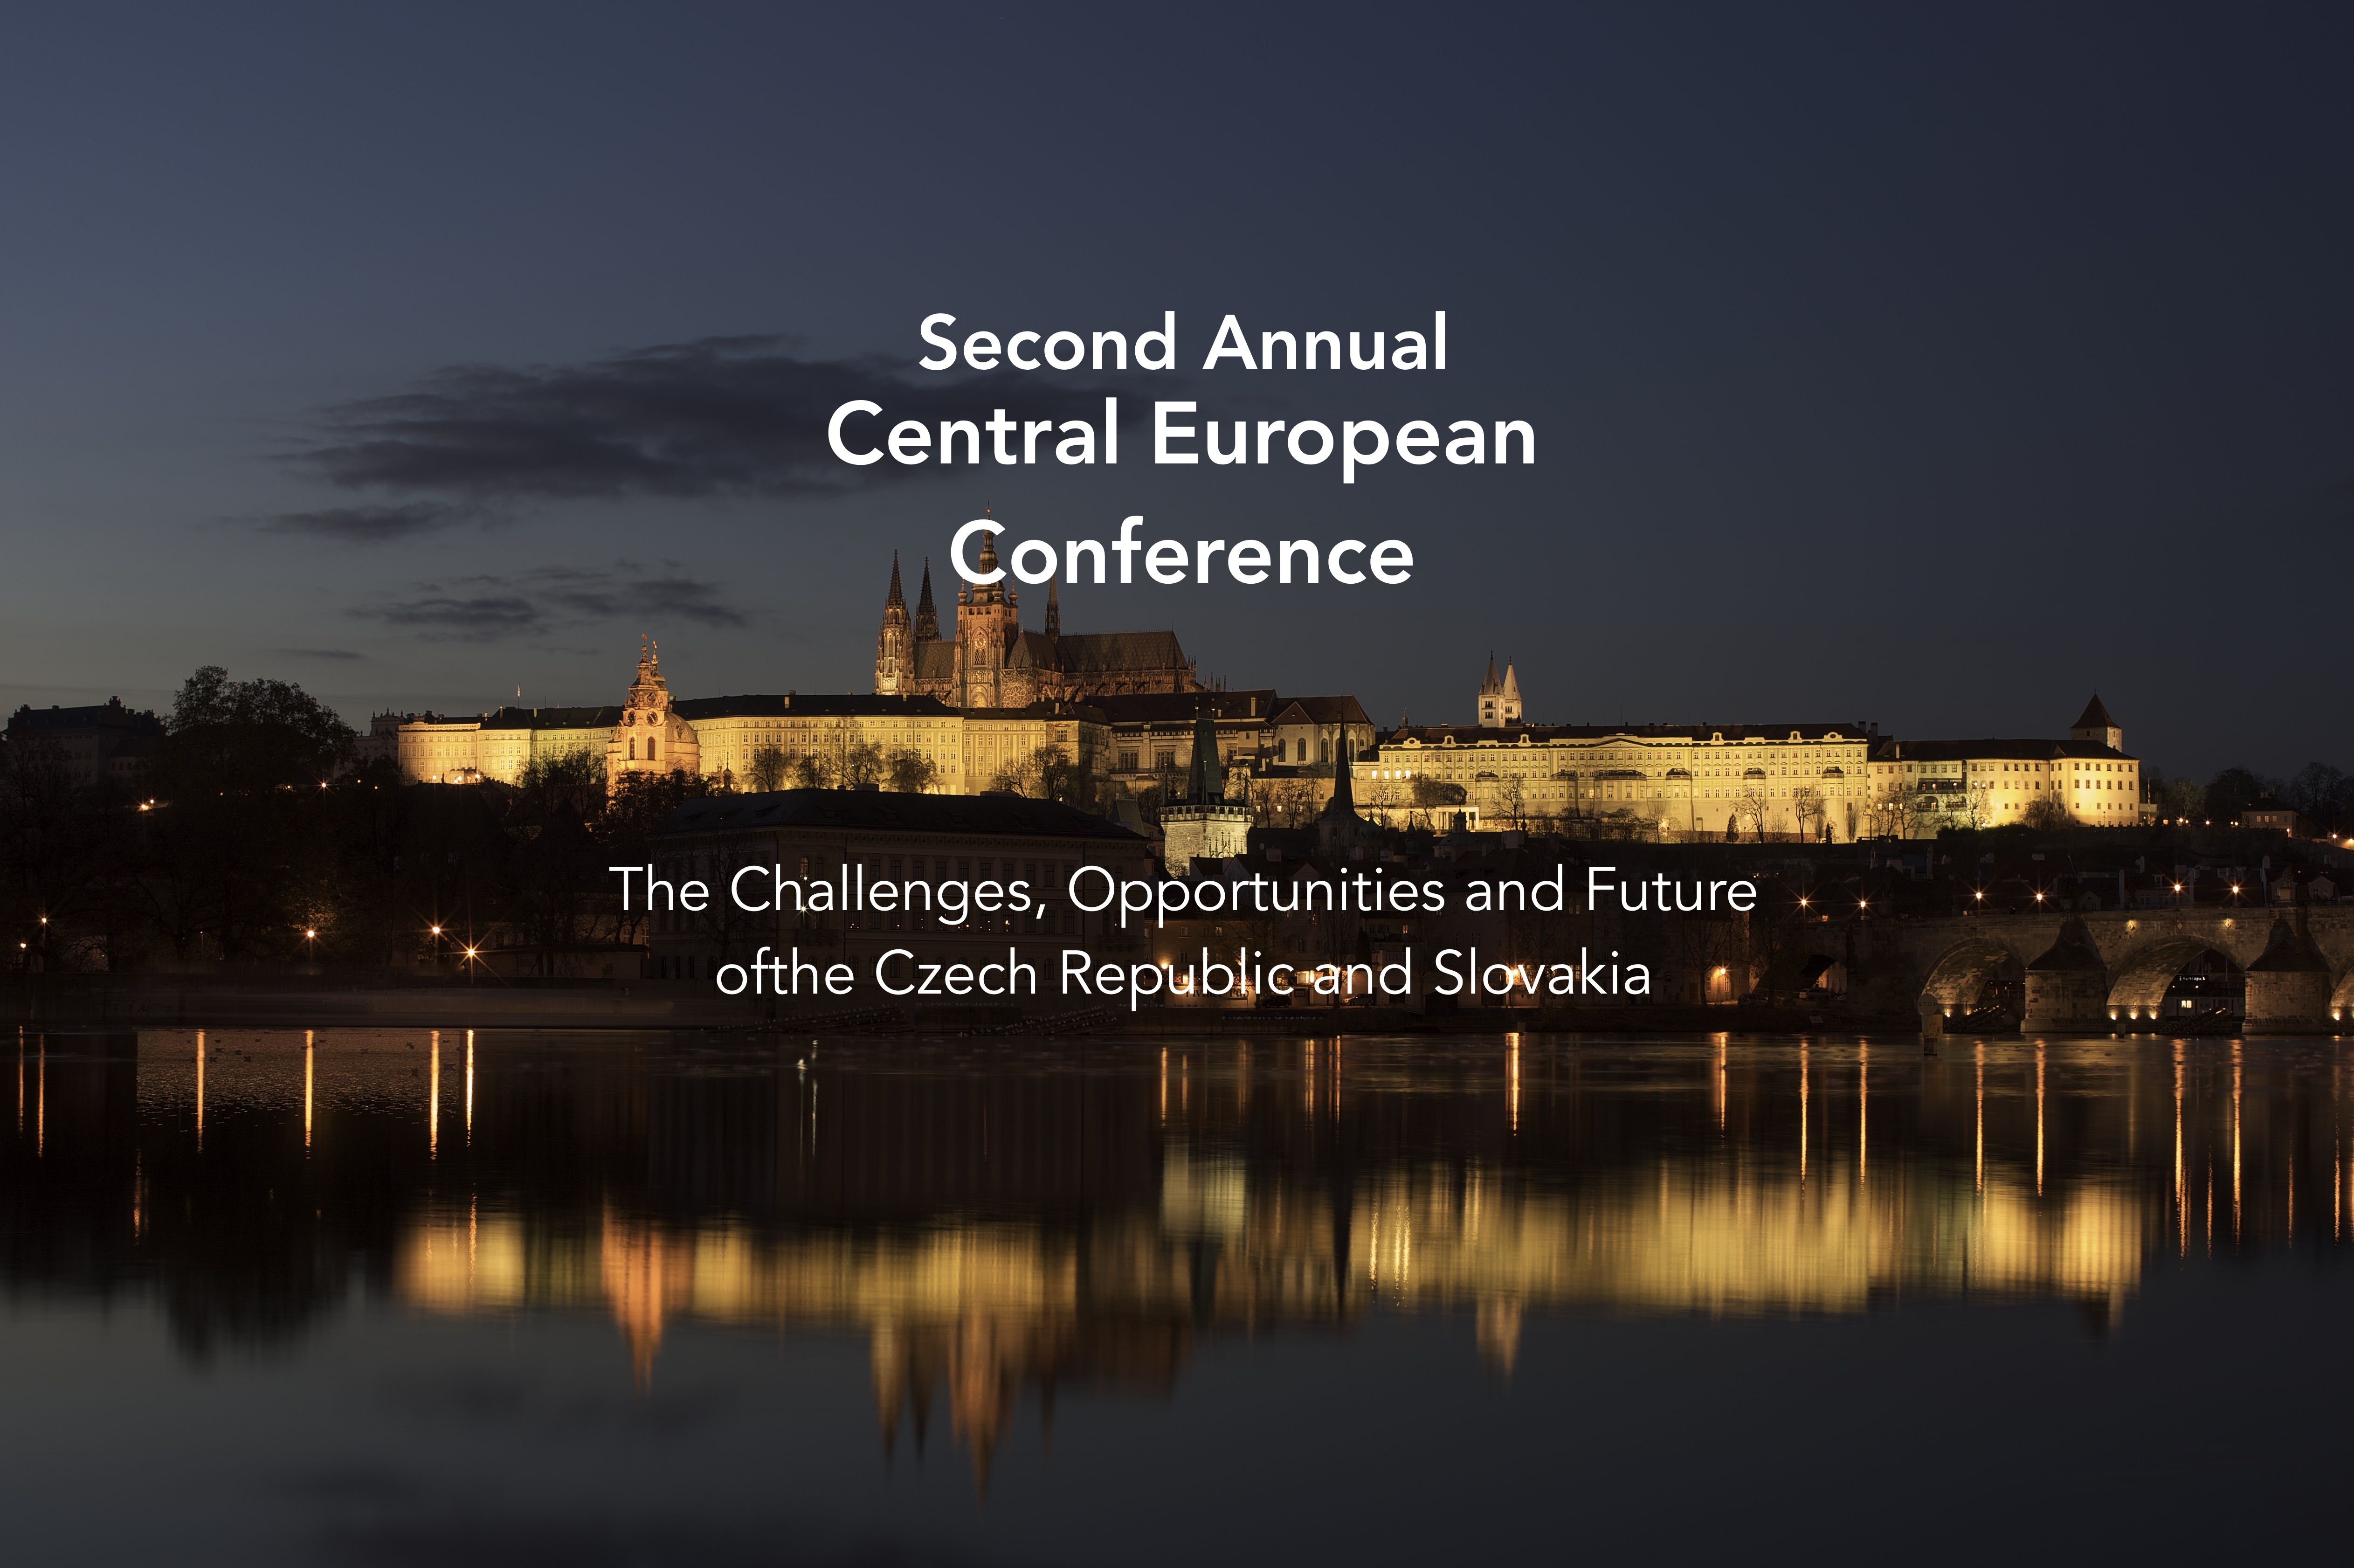 Second Annual
Central European
Conference
The Challenges, Opportunities and Future
ofthe Czech Republic and Slovakia